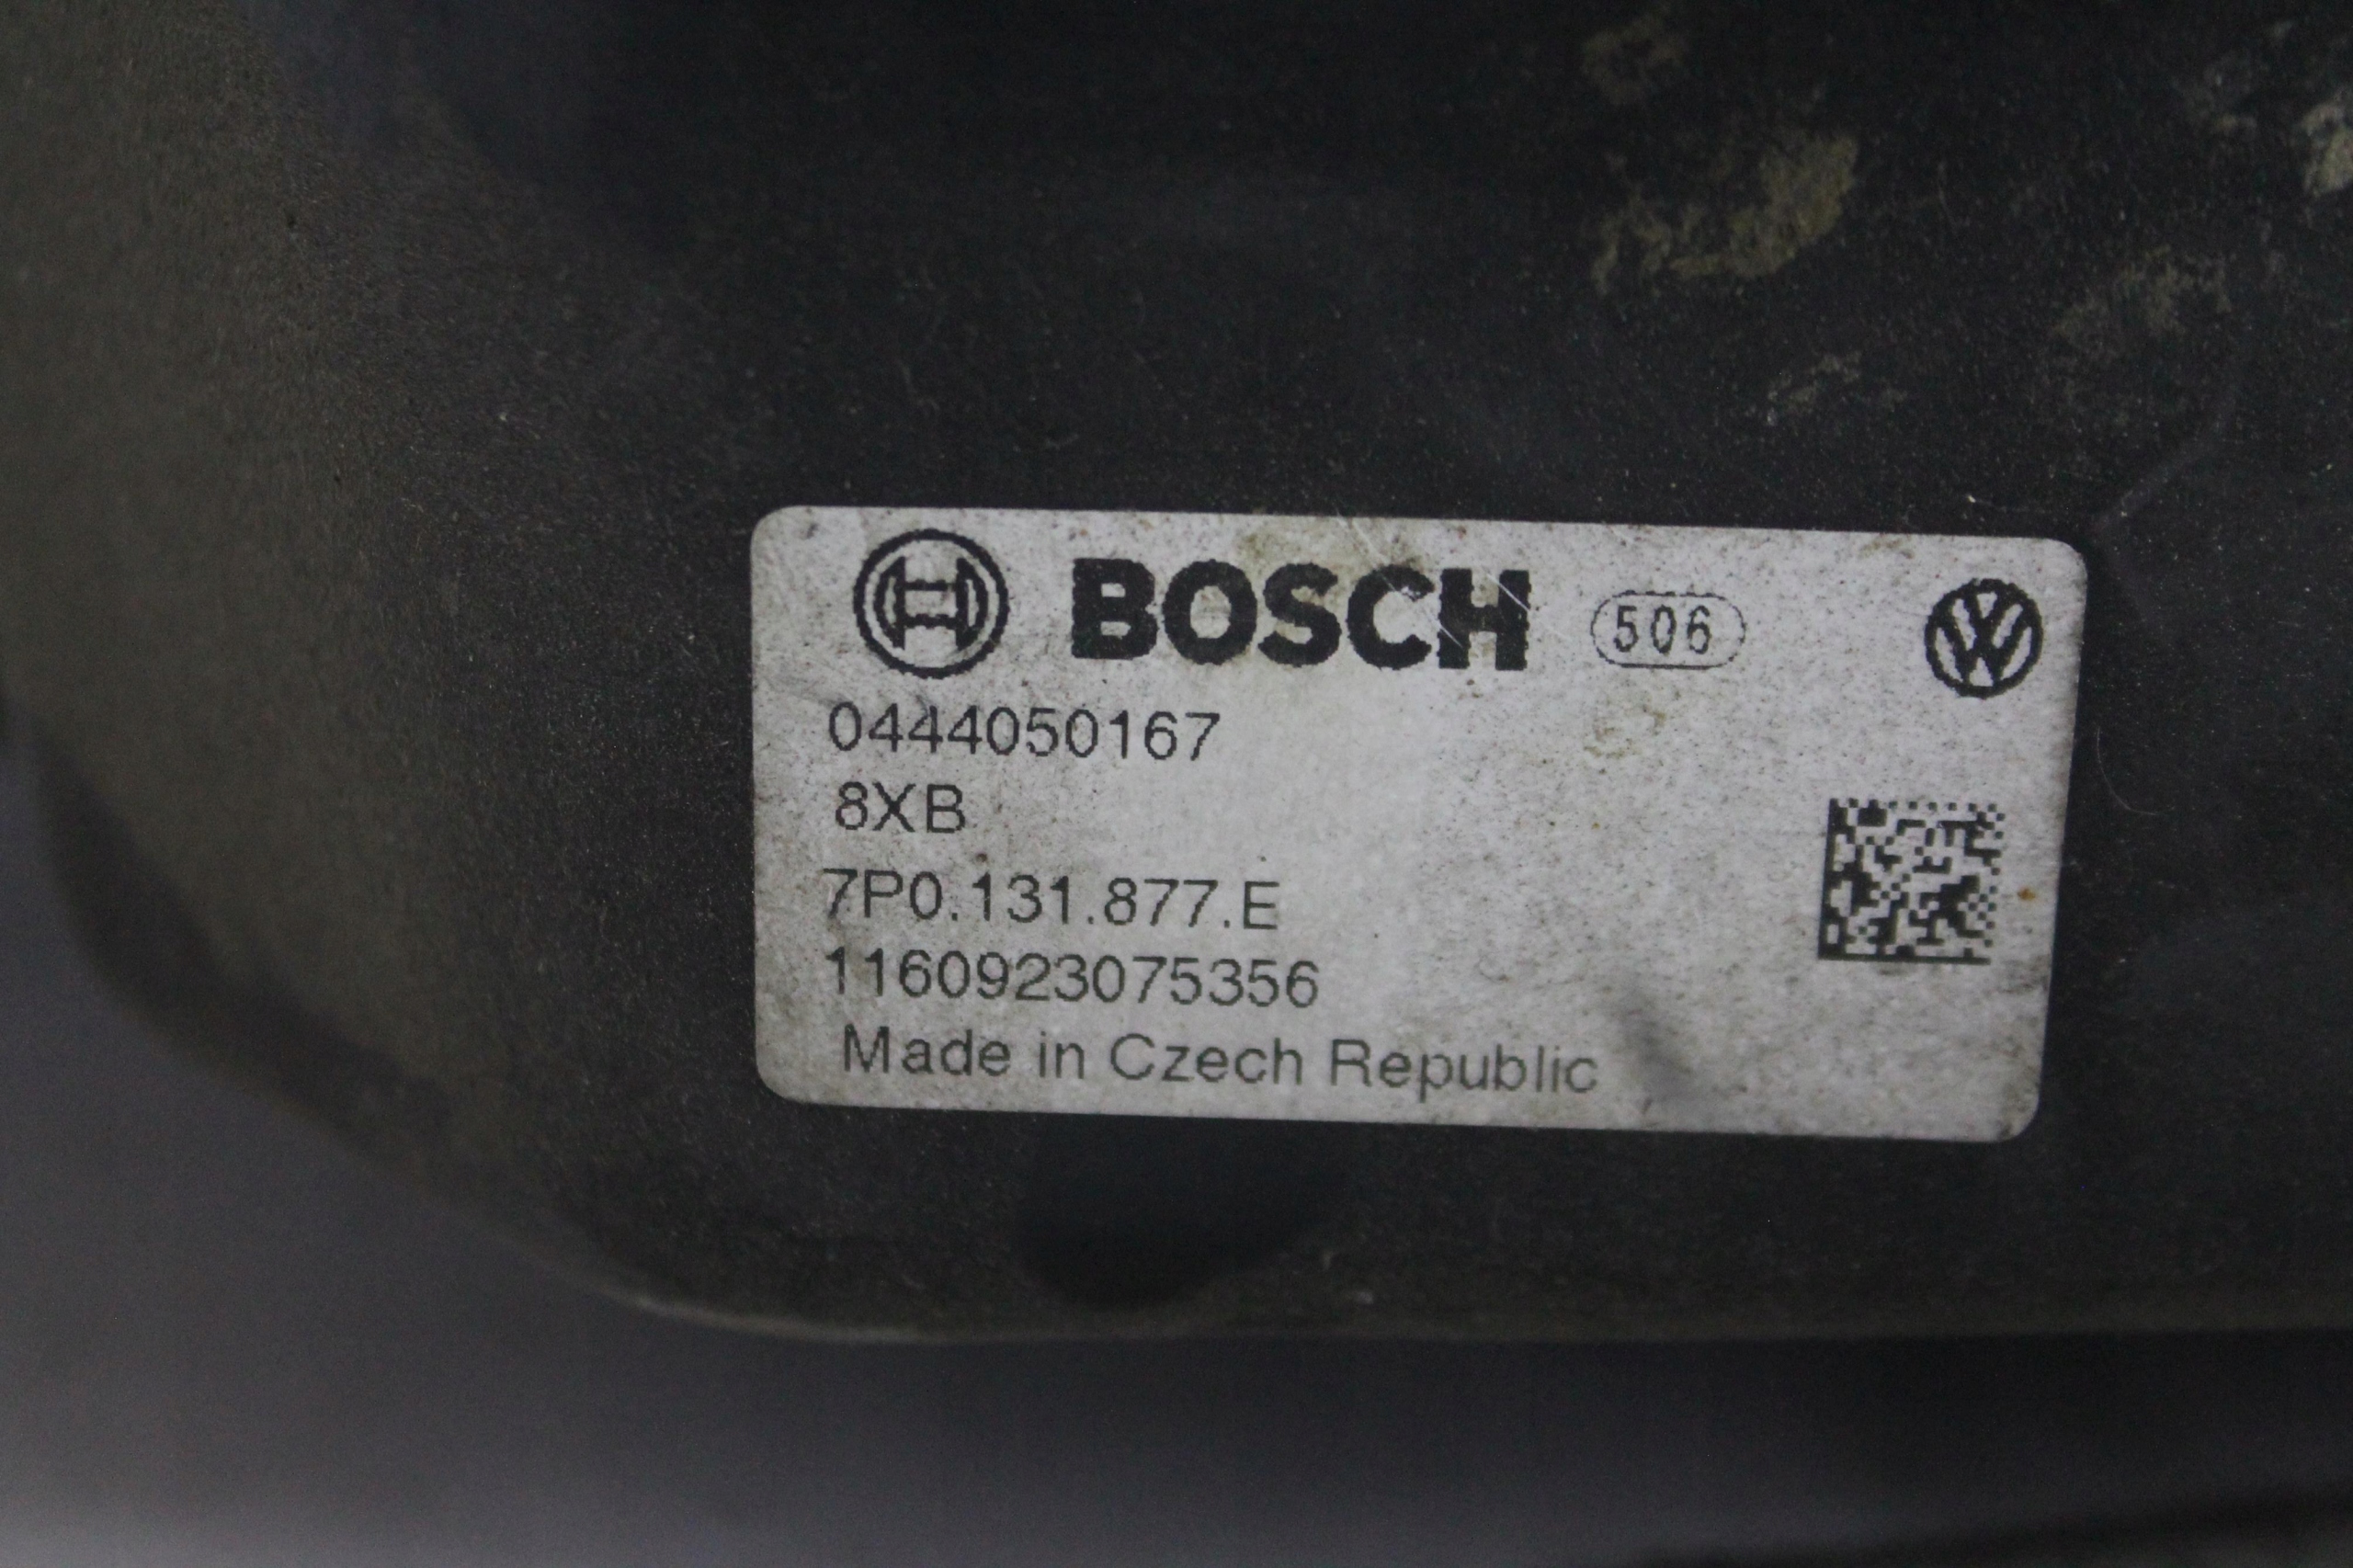 BOSCH 506
0444050167
8XB
7P0.131.877.E
1160923075356
Made in Czech Republic